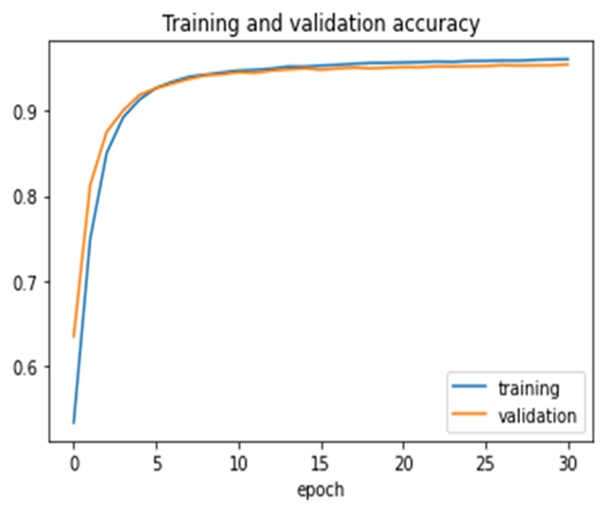 Training and validation accuracy
0.9
0.8
0.7
0.6
training
validation
0 5 10 15 20 25 30
epoch